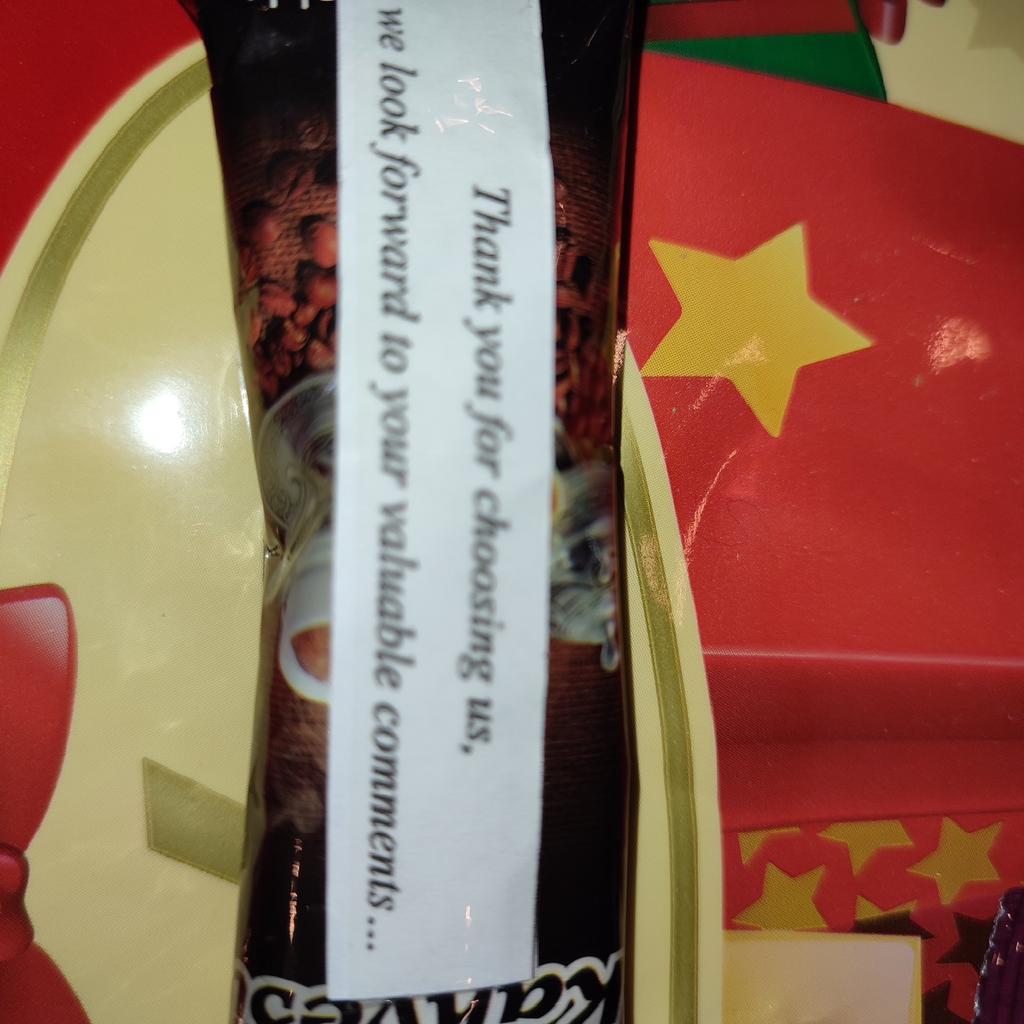 Thank you for choosing us,
we look forward to your valuable comments...